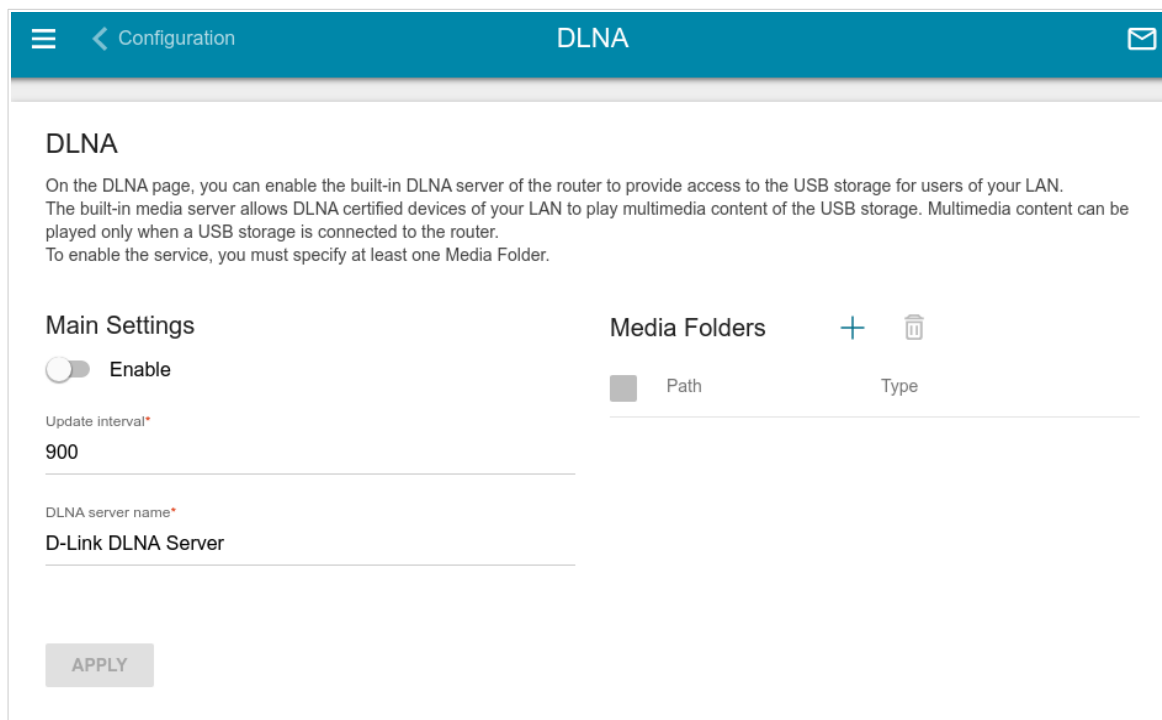 Configuration
DLNA
DLNA
On the DLNA page, you can enable the built-in DLNA server of the router to provide access to the USB storage for users of your LAN.
The built-in media server allows DLNA certified devices of your LAN to play multimedia content of the USB storage. Multimedia content can be
played only when a USB storage is connected to the router.
To enable the service, you must specify at least one Media Folder.
Main Settings
Enable
Update interval*
900
DLNA server name*
D-Link DLNA Server
APPLY
Media Folders
Path Type